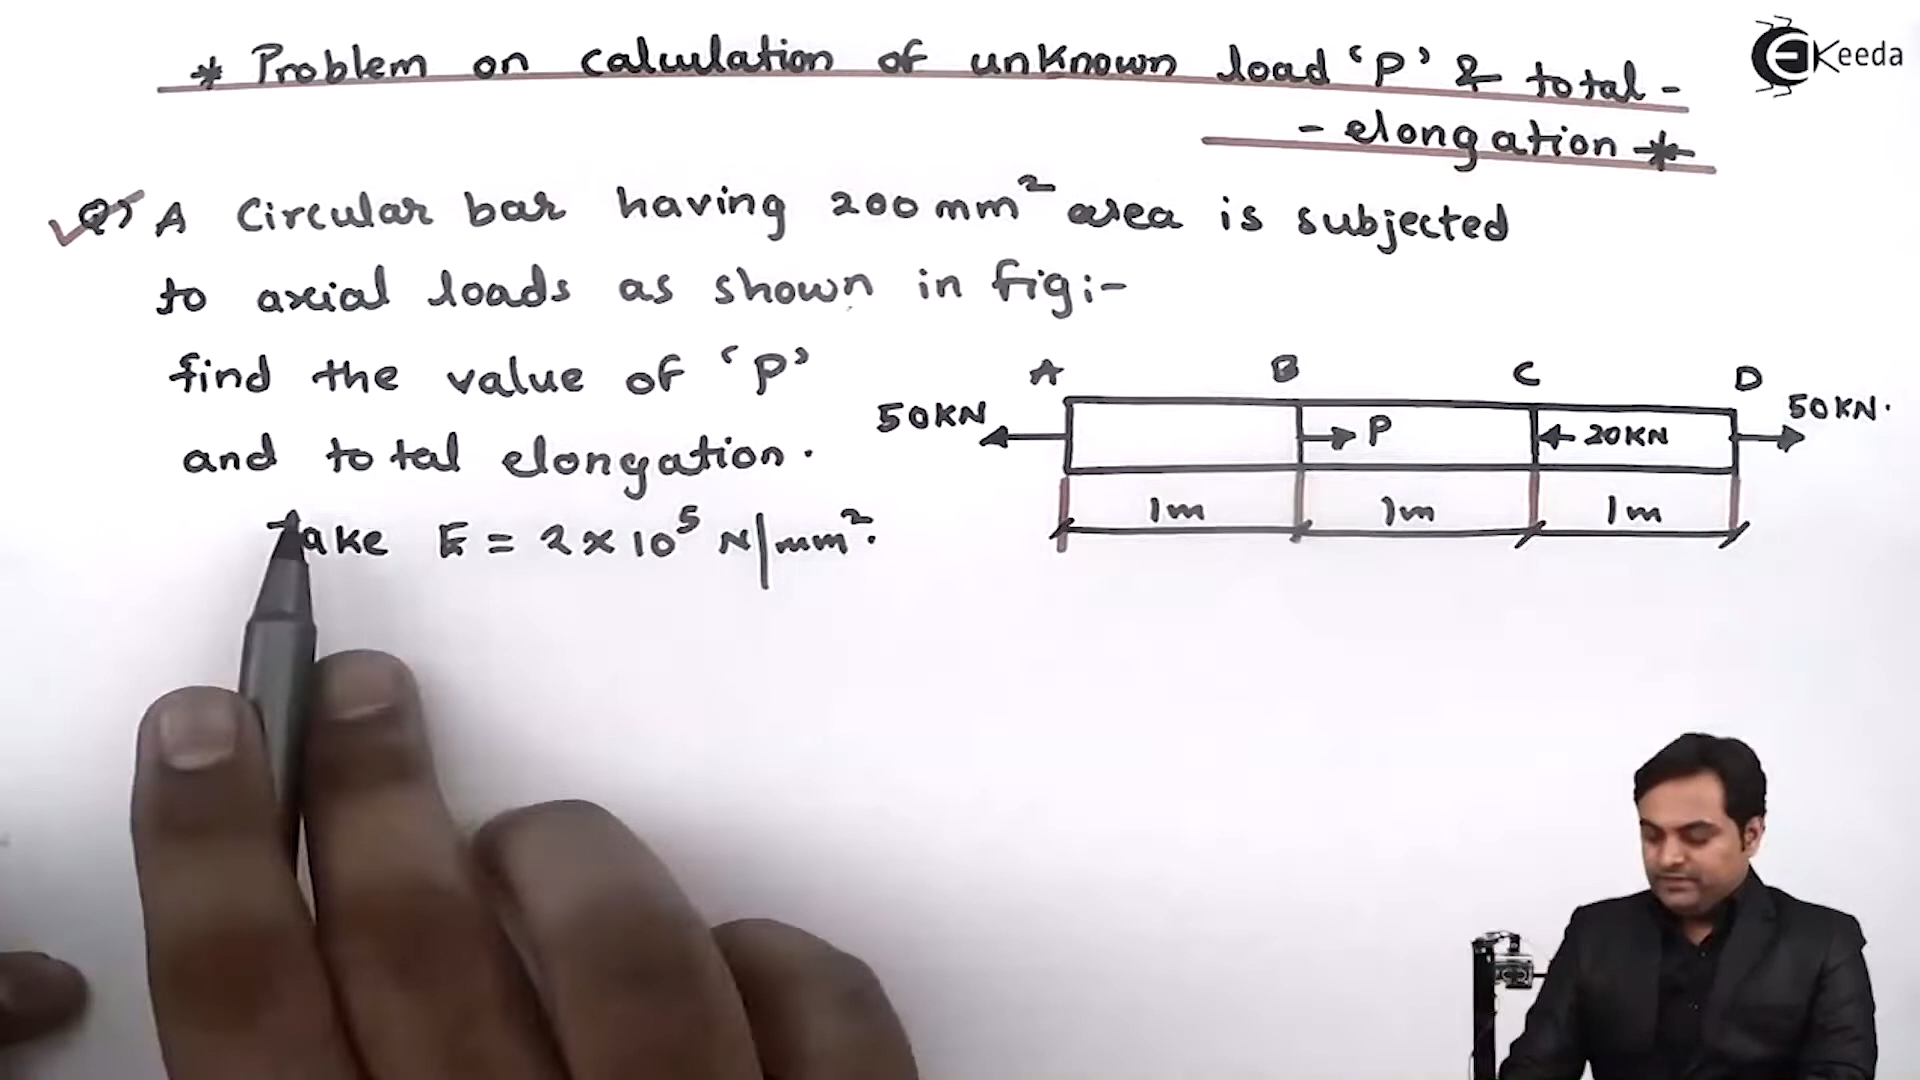 * Problem on calculation of unknown load 'P' & total -
- elongation *
Keeda
Q) A Circular bar having 200 mm² area is subjected
to axial loads as shown in fig:-
find the value of 'P'
and total elongation.
Take E = 2 × 10⁵ N/mm².
A B C D
50KN P 20KN 50KN.
1m 1m 1m